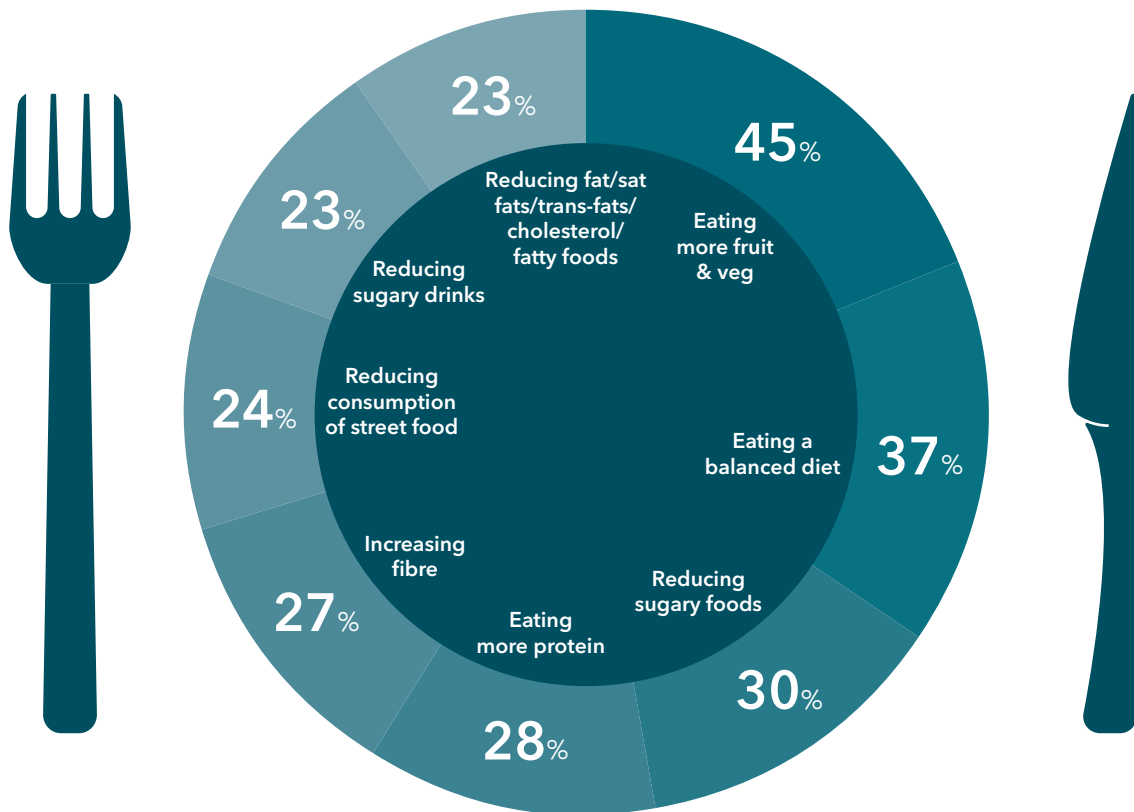 45%
Eating
more fruit
& veg
37%
Eating a
balanced diet
30%
Reducing
sugary foods
28%
Eating
more protein
27%
Increasing
fibre
24%
Reducing
consumption
of street food
23%
Reducing
sugary drinks
23%
Reducing fat/sat
fats/trans-fats/
cholesterol/
fatty foods